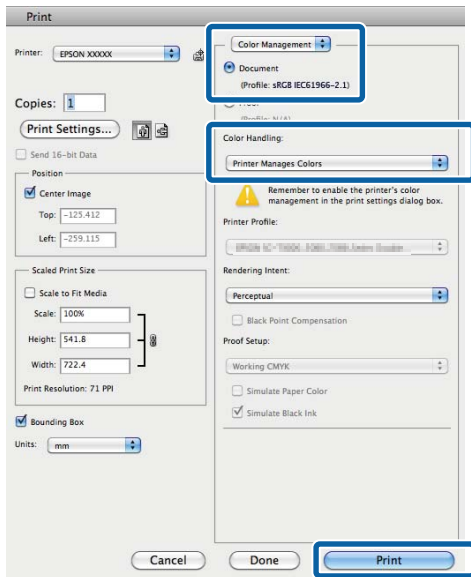 Print
Printer: EPSON XXXXX
Copies: 1
Print Settings...
Send 16-bit Data
Position
Center Image
Top: -125.412
Left: -259.115
Scaled Print Size
Scale to Fit Media
Scale: 100%
Height: 541.8
Width: 722.4
Print Resolution: 71 PPI
Bounding Box
Units: mm
Color Management
Document
(Profile: sRGB IEC61966-2.1)
Color Handling:
Printer Manages Colors
Remember to enable the printer's color
management in the print settings dialog box.
Printer Profile:
Rendering Intent:
Perceptual
Black Point Compensation
Proof Setup:
Working CMYK
Simulate Paper Color
Simulate Black Ink
Cancel
Done
Print